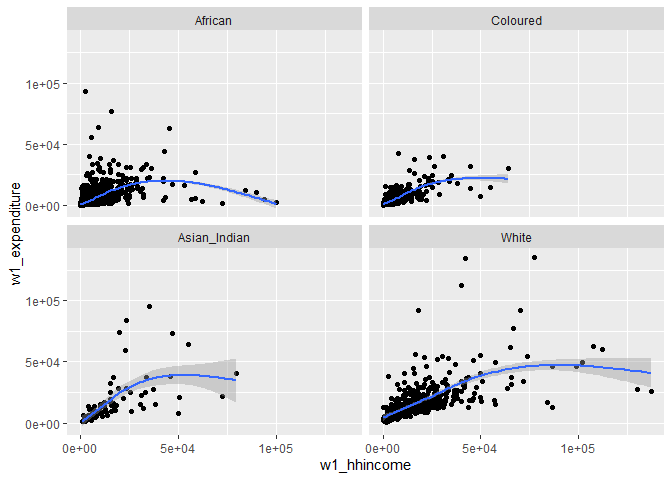 African Coloured
1e+05
5e+04
0e+00
w1_expenditure
Asian_Indian White
1e+05
5e+04
0e+00
0e+00 5e+04 1e+05 0e+00 5e+04 1e+05
w1_hhincome